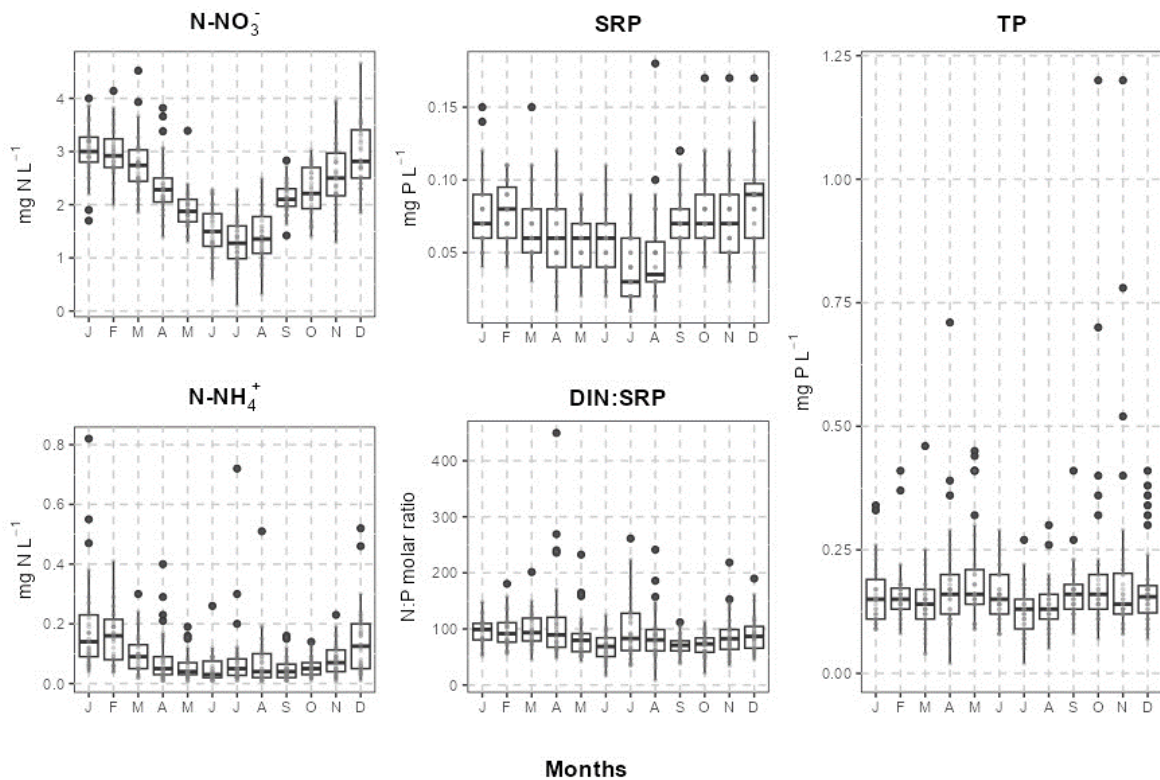 N-NO₃⁻
mg N L⁻¹
4
3
2
1
0
J F M A M J J A S O N D
SRP
mg P L⁻¹
0.15
0.10
0.05
J F M A M J J A S O N D
TP
mg P L⁻¹
1.25
1.00
0.75
0.50
0.25
0.00
J F M A M J J A S O N D
N-NH₄⁺
mg N L⁻¹
0.8
0.6
0.4
0.2
0.0
J F M A M J J A S O N D
DIN:SRP
N:P molar ratio
400
300
200
100
0
J F M A M J J A S O N D
Months